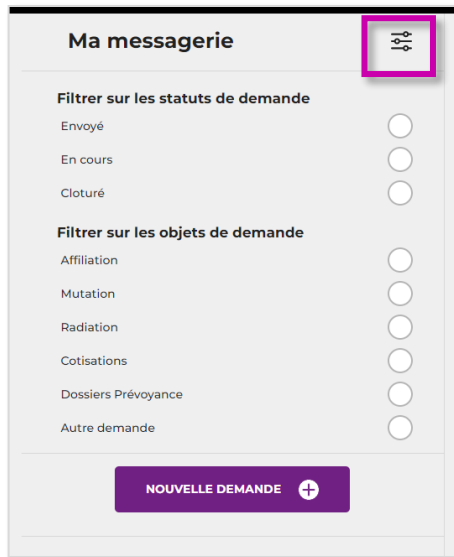 Ma messagerie
Filtrer sur les statuts de demande
Envoyé
En cours
Cloturé
Filtrer sur les objets de demande
Affiliation
Mutation
Radiation
Cotisations
Dossiers Prévoyance
Autre demande
NOUVELLE DEMANDE